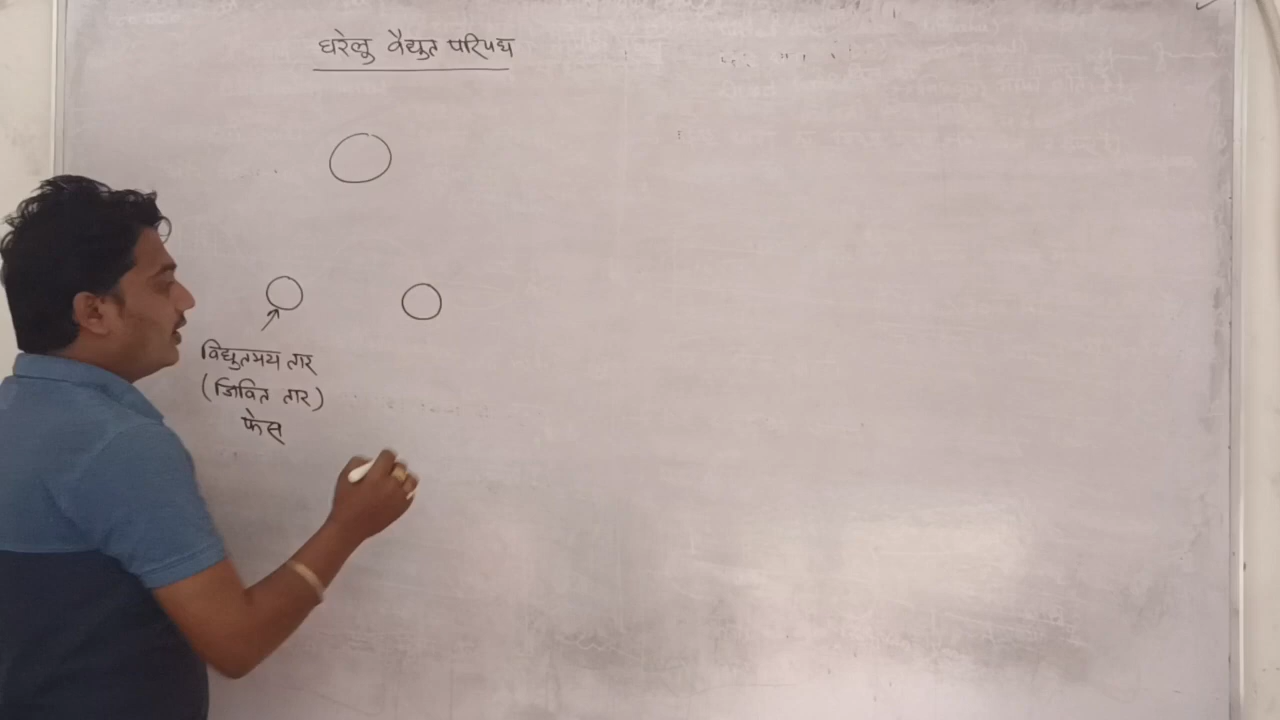 घरेलु वैद्युत परिपथ
विद्युतमय तार
(जिवित तार)
फेस